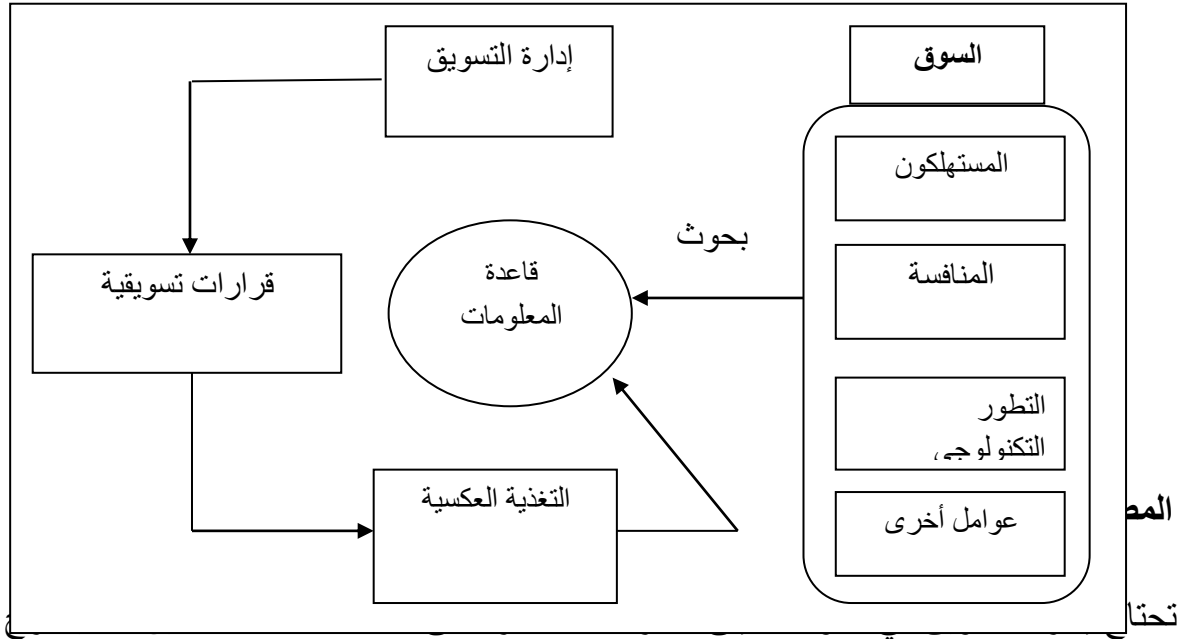 السوق
إدارة التسويق
المستهلكون
بحوث
المنافسة
قاعدة
المعلومات
قرارات تسويقية
التطور
التكنولوجي
التغذية العكسية
عوامل أخرى